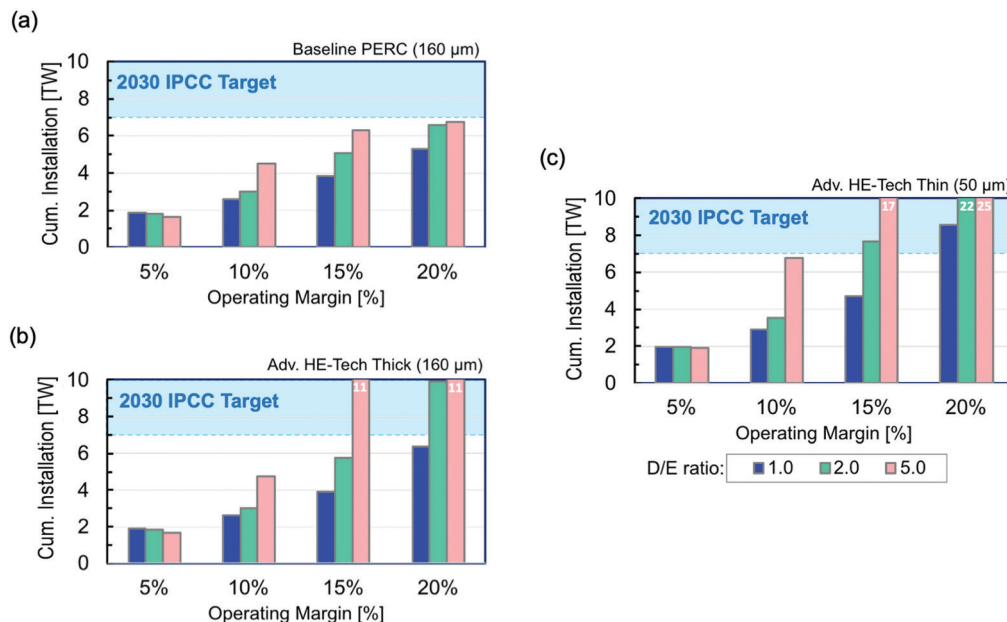 (a)
Baseline PERC (160 µm)
2030 IPCC Target
Cum. Installation [TW]
10
8
6
4
2
0
5%
10%
15%
20%
Operating Margin [%]
(b)
Adv. HE-Tech Thick (160 µm)
2030 IPCC Target
11
11
Cum. Installation [TW]
10
8
6
4
2
0
5%
10%
15%
20%
Operating Margin [%]
(c)
Adv. HE-Tech Thin (50 µm)
2030 IPCC Target
17
22
25
Cum. Installation [TW]
10
8
6
4
2
0
5%
10%
15%
20%
Operating Margin [%]
D/E ratio: 1.0 2.0 5.0